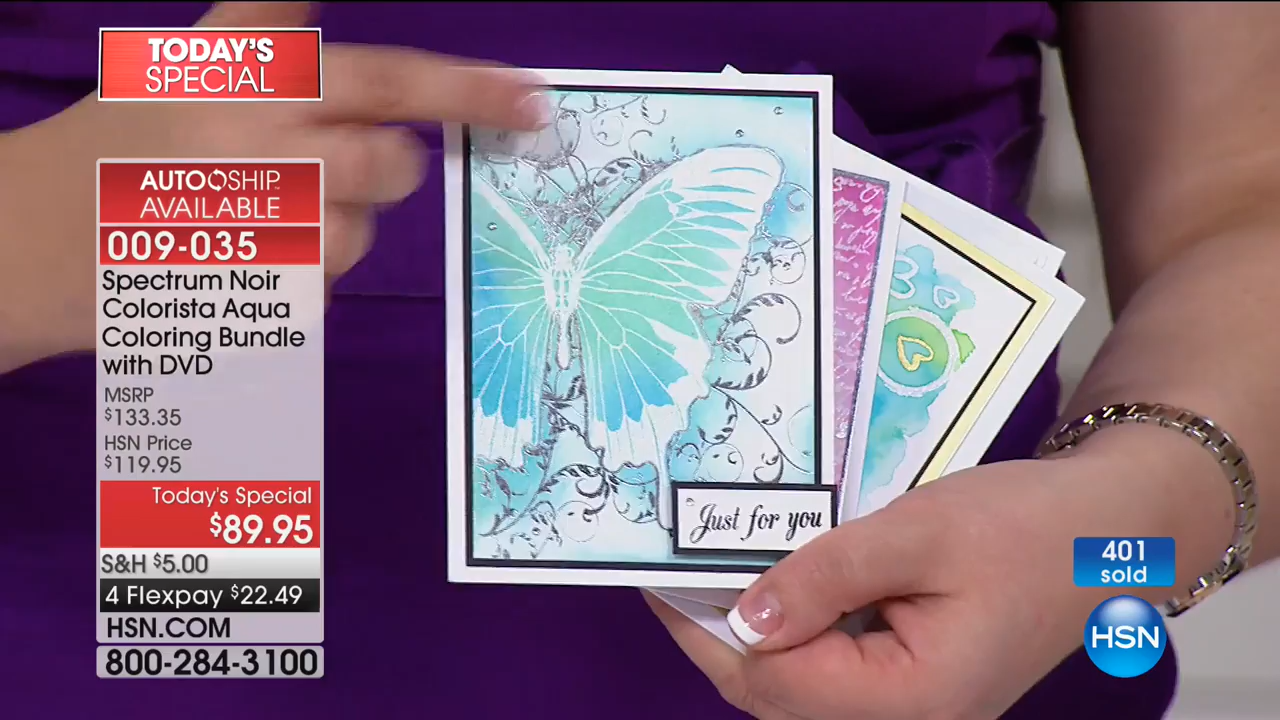 TODAY'S
SPECIAL
AUTOSHIP™
AVAILABLE
009-035
Spectrum Noir
Colorista Aqua
Coloring Bundle
with DVD
MSRP
$133.35
HSN Price
$119.95
Today's Special
$89.95
S&H $5.00
4 Flexpay $22.49
HSN.COM
800-284-3100
Just for you
401
sold
HSN